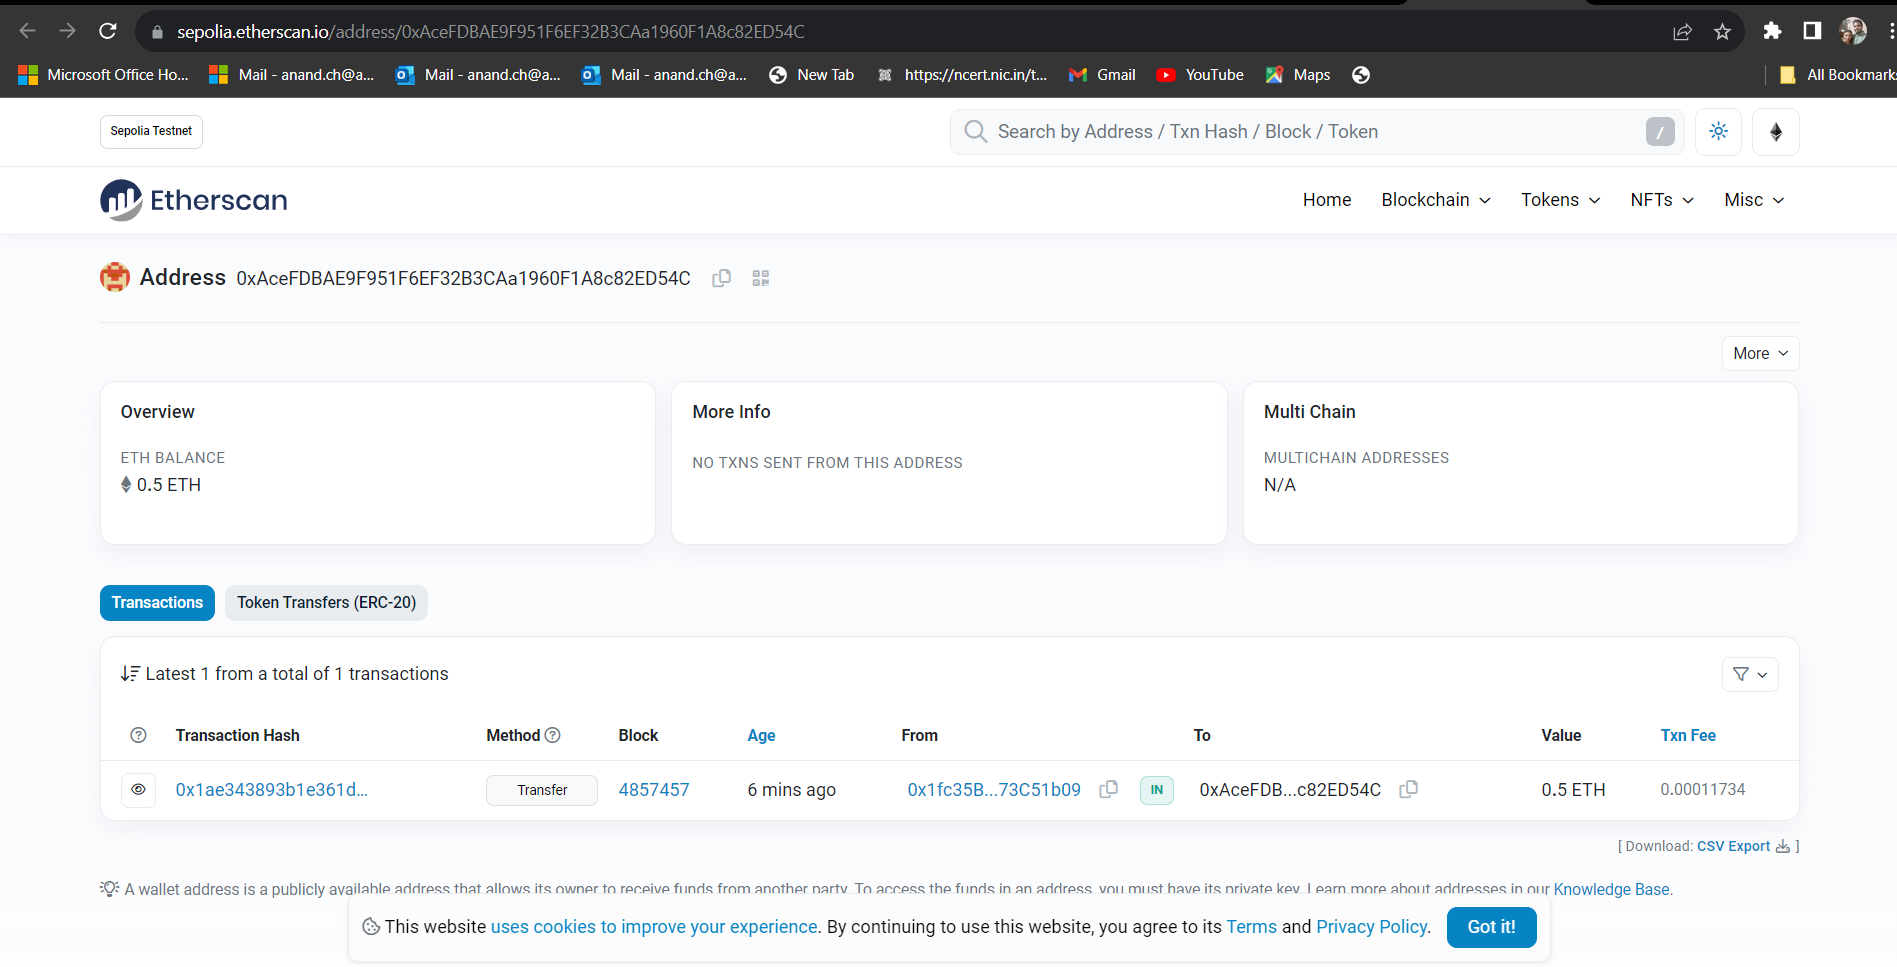 sepolia.etherscan.io/address/0xAceFDBAE9F951F6EF32B3CAa1960F1A8c82ED54C
Microsoft Office Ho... Mail - anand.ch@a... Mail - anand.ch@a... Mail - anand.ch@a... New Tab https://ncert.nic.in/t... Gmail YouTube Maps All Bookmarks
Sepolia Testnet
Search by Address / Txn Hash / Block / Token /
Etherscan
Home Blockchain Tokens NFTs Misc
Address 0xAceFDBAE9F951F6EF32B3CAa1960F1A8c82ED54C
More
Overview
ETH BALANCE
0.5 ETH
More Info
NO TXNS SENT FROM THIS ADDRESS
Multi Chain
MULTICHAIN ADDRESSES
N/A
Transactions Token Transfers (ERC-20)
Latest 1 from a total of 1 transactions
Transaction Hash Method Block Age From To Value Txn Fee
0x1ae343893b1e361d... Transfer 4857457 6 mins ago 0x1fc35B...73C51b09 IN 0xAceFDB...c82ED54C 0.5 ETH 0.00011734
[ Download: CSV Export ]
A wallet address is a publicly available address that allows its owner to receive funds from another party. To access the funds in an address, you must have its private key. Learn more about addresses in our Knowledge Base.
This website uses cookies to improve your experience. By continuing to use this website, you agree to its Terms and Privacy Policy. Got it!